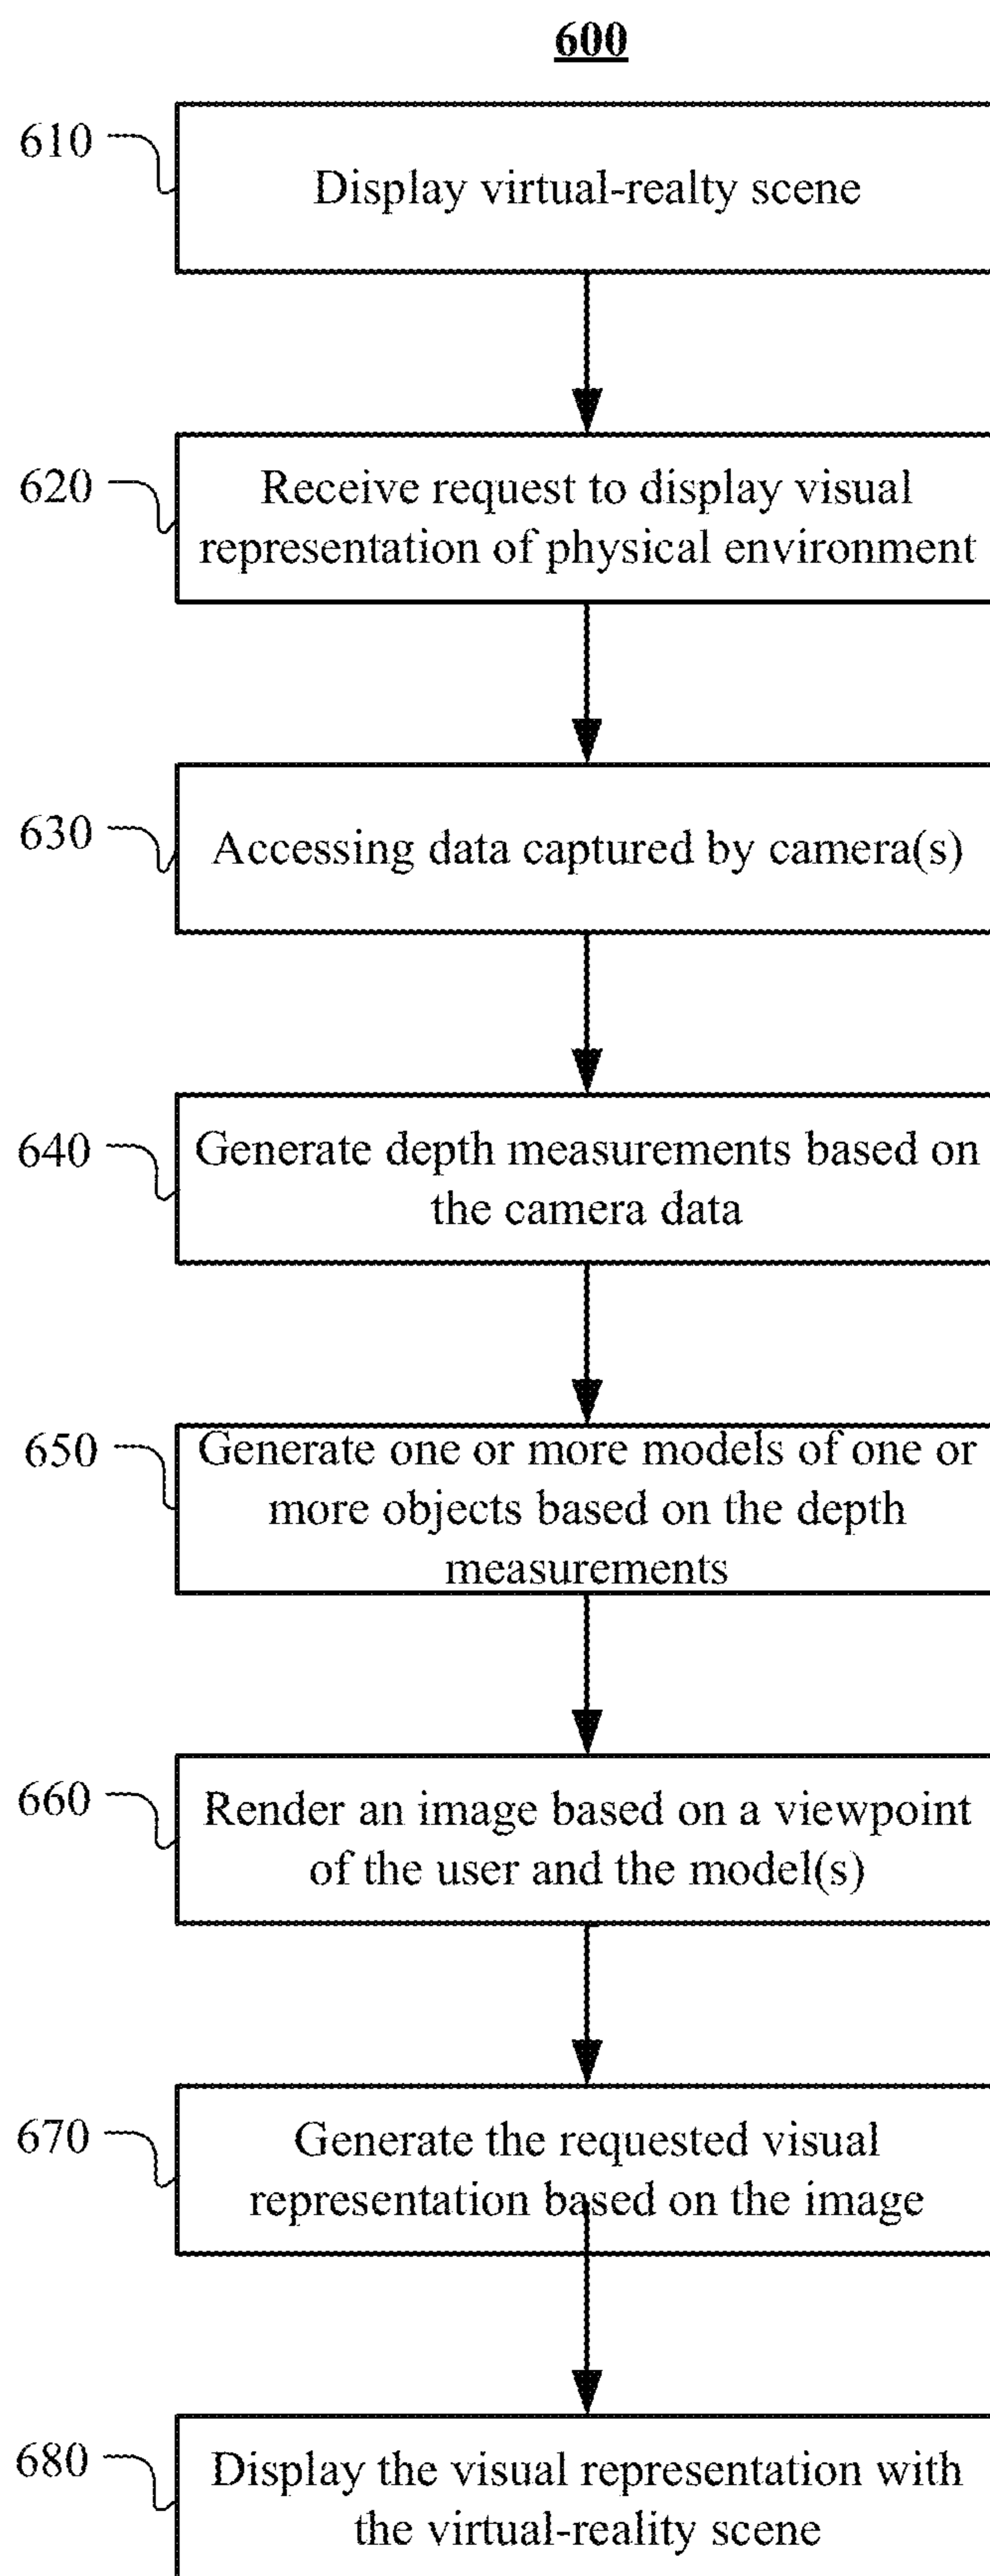 600
610
Display virtual-realty scene
620
Receive request to display visual
representation of physical environment
630
Accessing data captured by camera(s)
640
Generate depth measurements based on
the camera data
650
Generate one or more models of one or
more objects based on the depth
measurements
660
Render an image based on a viewpoint
of the user and the model(s)
670
Generate the requested visual
representation based on the image
680
Display the visual representation with
the virtual-reality scene